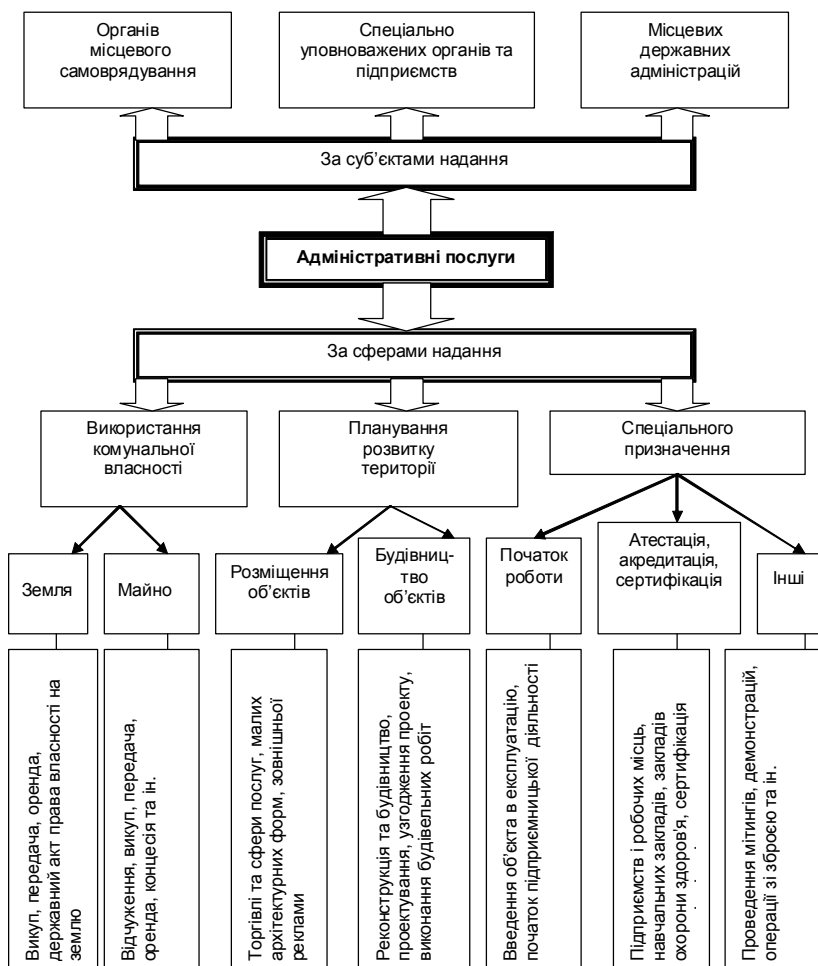 Органів
місцевого
самоврядування
Спеціально
уповноважених органів та
підприємств
Місцевих
державних
адміністрацій
За суб’єктами надання
Адміністративні послуги
За сферами надання
Використання
комунальної
власності
Планування
розвитку
території
Спеціального
призначення
Земля
Майно
Розміщення
об’єктів
Будівниц-
тво
об’єктів
Початок
роботи
Атестація,
акредитація,
сертифікація
Інші
Викуп, передача, оренда,
державний акт права власності на
землю
Відчуження, викуп, передача,
оренда, концесія та ін.
Торгівлі та сфери послуг, малих
архітектурних форм, зовнішньої
реклами
Реконструкція та будівництво,
проектування, узгодження проекту,
виконання будівельних робіт
Введення об’єкта в експлуатацію,
початок підприємницької діяльності
Підприємств і робочих місць,
навчальних закладів, закладів
охорони здоров'я, сертифікація
Проведення мітингів, демонстрацій,
операції зі зброєю та ін.